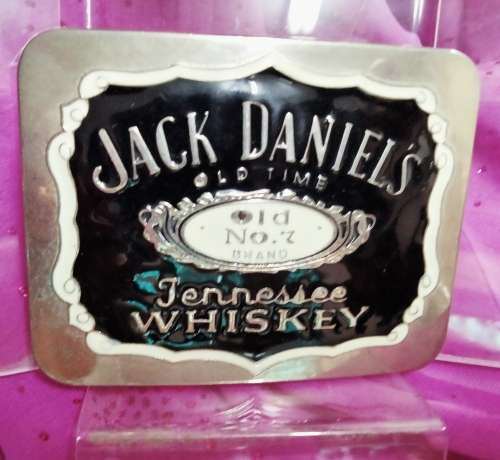 JACK DANIEL'S
OLD TIME
Old
No.7
BRAND
Tennessee
WHISKEY